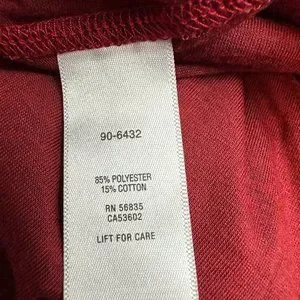 90-6432
85% POLYESTER
15% COTTON
RN 56835
CA53602
LIFT FOR CARE